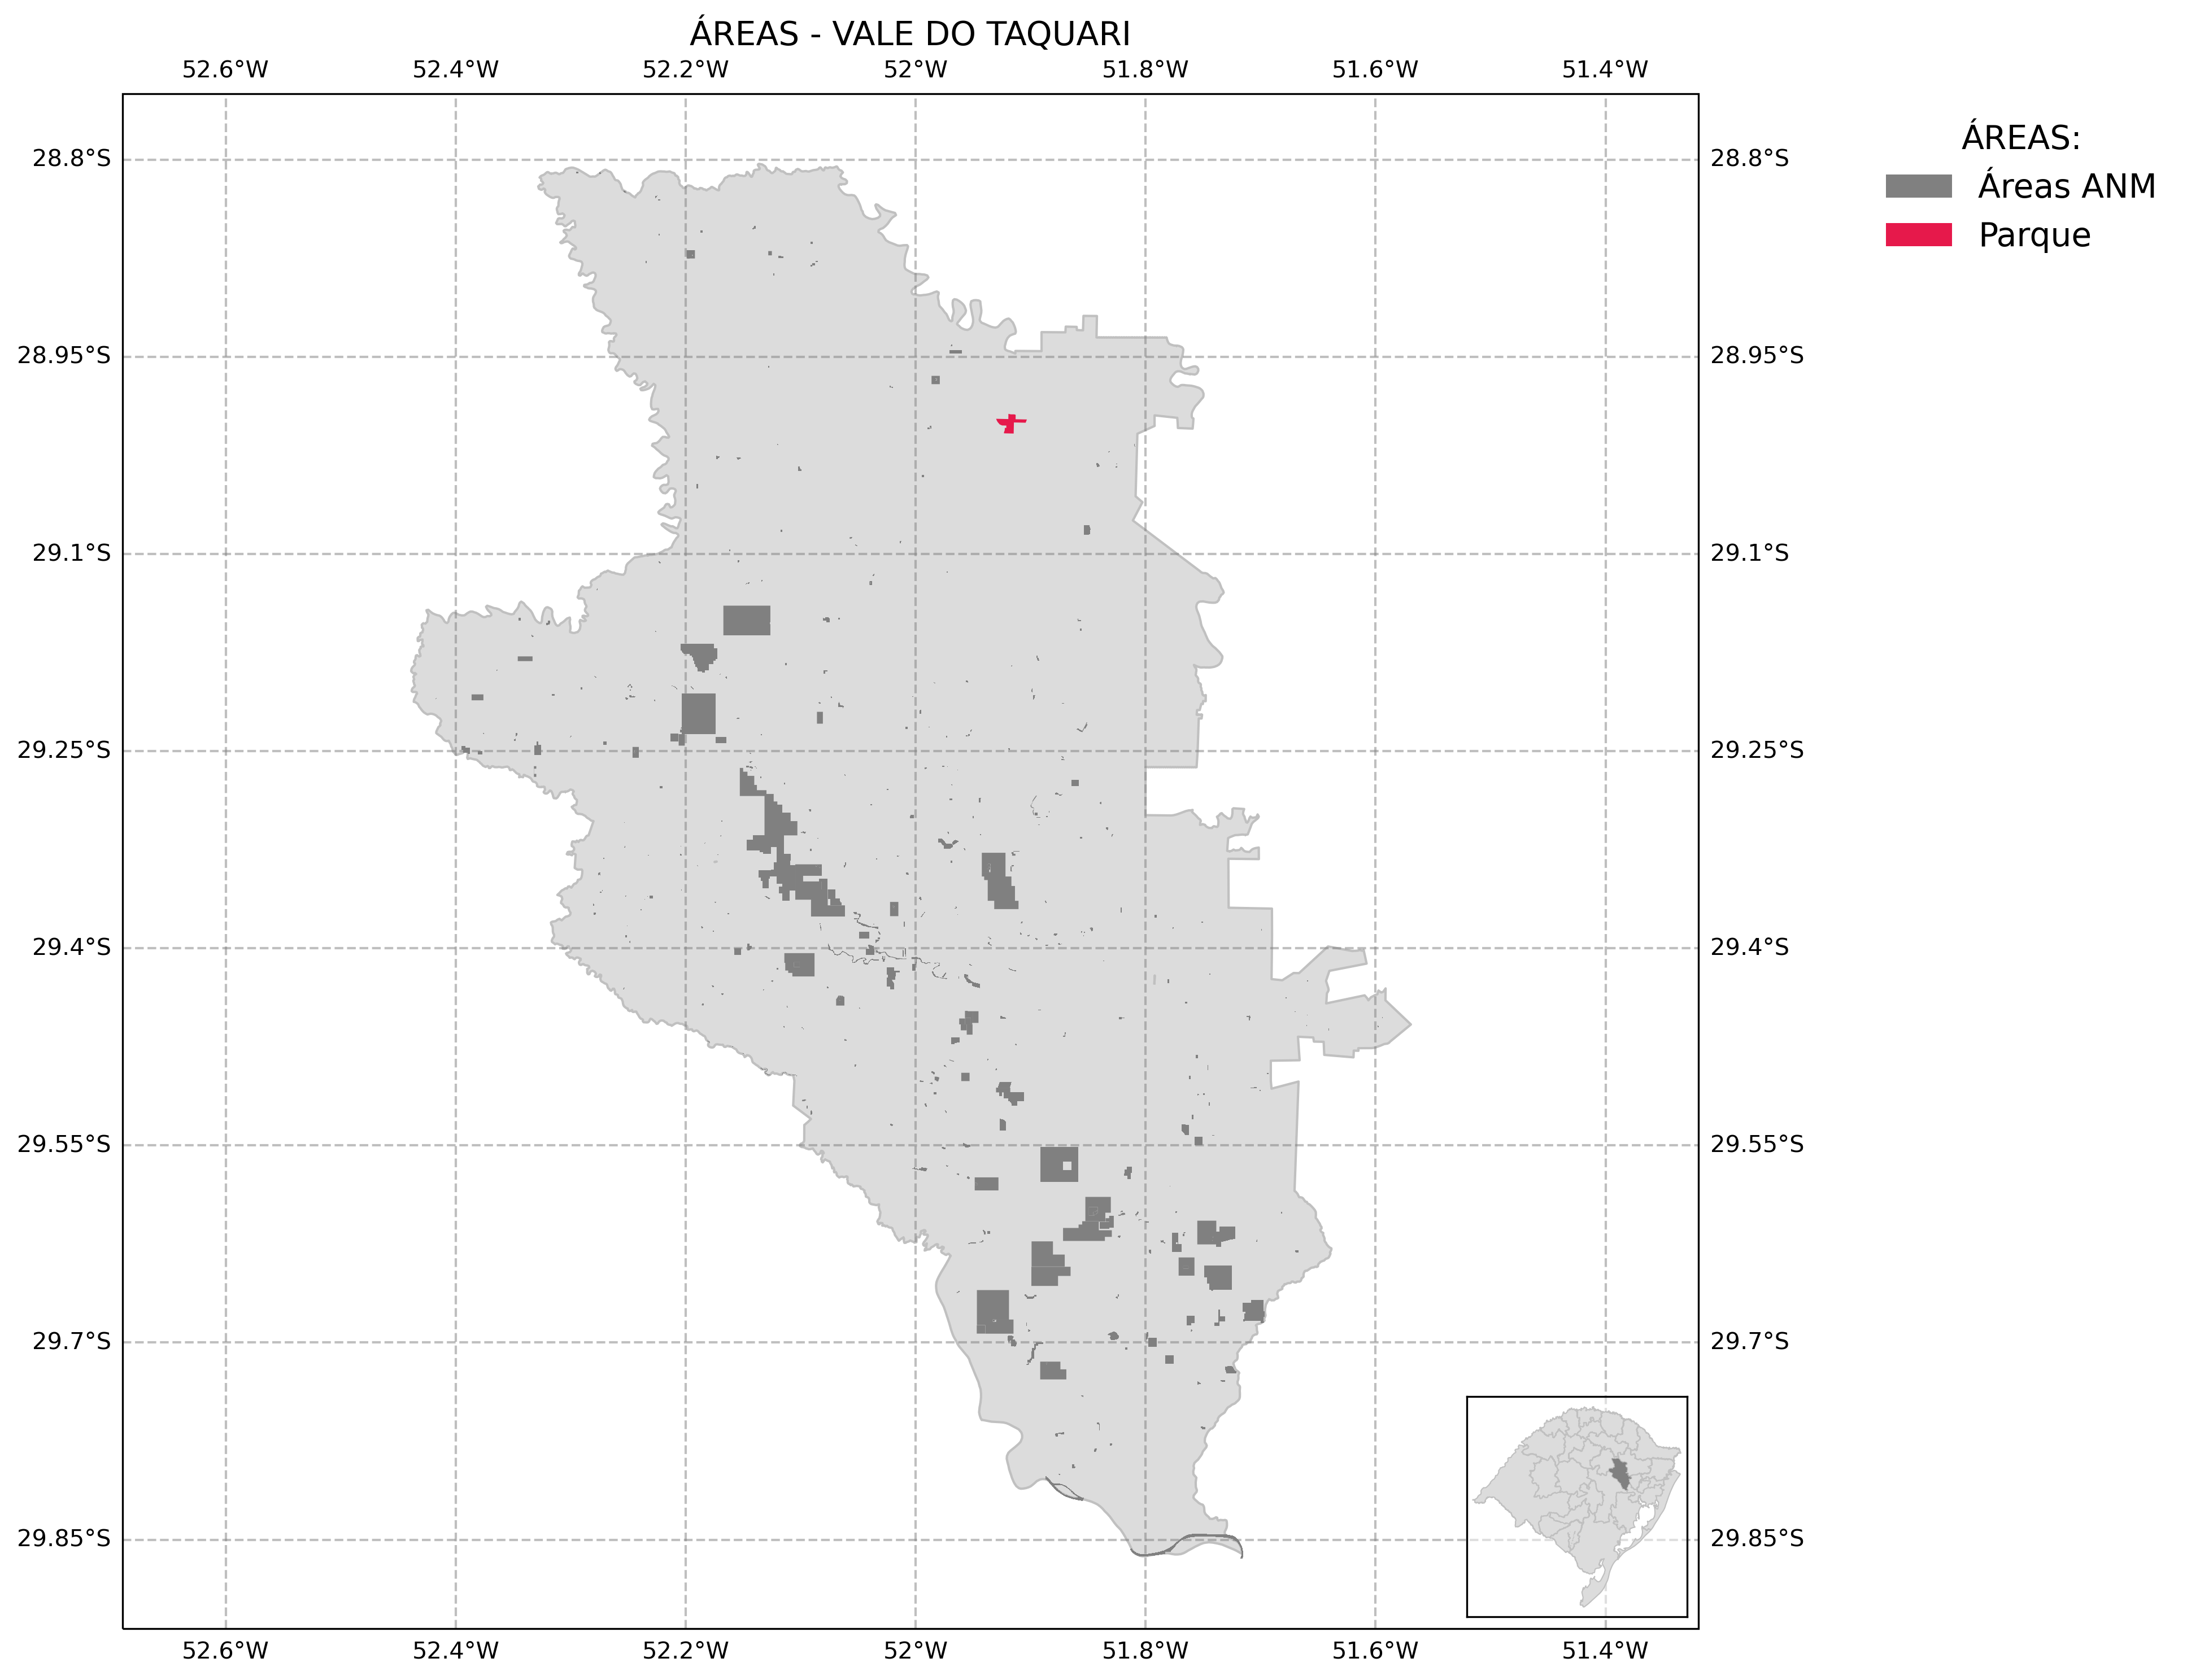 ÁREAS - VALE DO TAQUARI
52.6°W 52.4°W 52.2°W 52°W 51.8°W 51.6°W 51.4°W
ÁREAS:
Áreas ANM
Parque
28.8°S 28.8°S
28.95°S 28.95°S
29.1°S 29.1°S
29.25°S 29.25°S
29.4°S 29.4°S
29.55°S 29.55°S
29.7°S 29.7°S
29.85°S 29.85°S
52.6°W 52.4°W 52.2°W 52°W 51.8°W 51.6°W 51.4°W